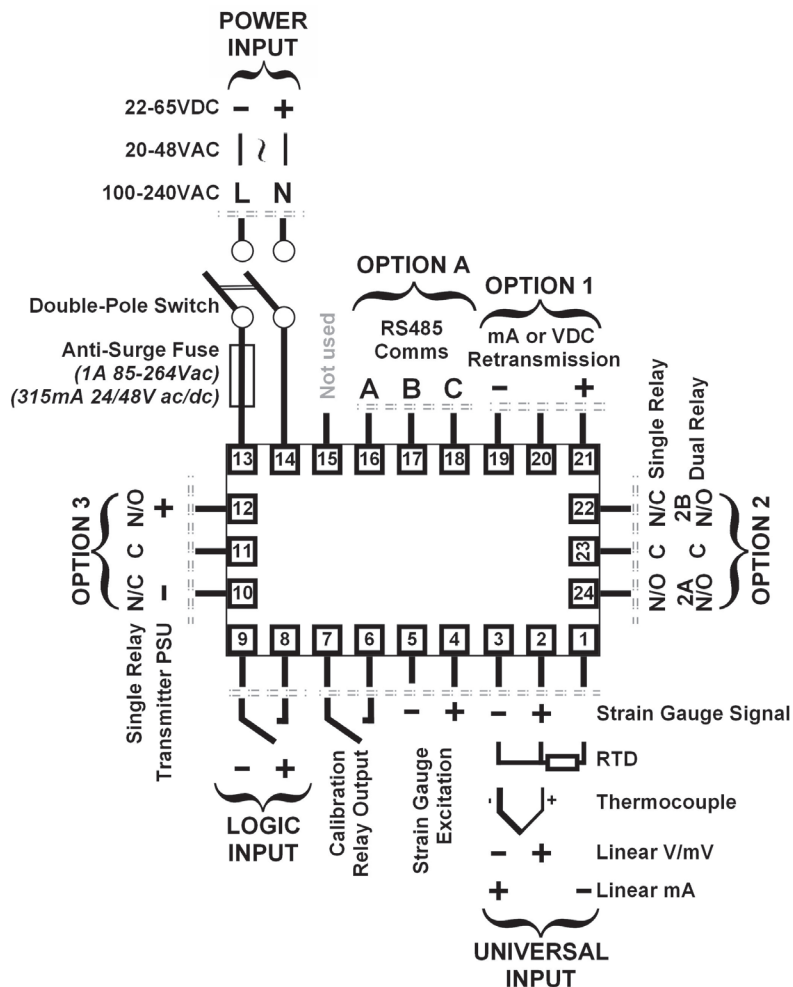 POWER
INPUT
22-65VDC − +
20-48VAC | ~ |
100-240VAC L N
Double-Pole Switch
Anti-Surge Fuse
(1A 85-264Vac)
(315mA 24/48V ac/dc)
Not used
OPTION A
RS485
Comms
A B C
OPTION 1
mA or VDC
Retransmission
− +
13 14 15 16 17 18 19 20 21
12
11
10
22
23
24
9 8 7 6 5 4 3 2 1
OPTION 3
N/O C N/C
+ −
Single Relay
Transmitter PSU
Single Relay
Dual Relay
N/C 2B N/O
C C
N/O 2A N/O
OPTION 2
− +
LOGIC
INPUT
Calibration
Relay Output
− +
Strain Gauge
Excitation
− + Strain Gauge Signal
RTD
- + Thermocouple
− + Linear V/mV
+ − Linear mA
UNIVERSAL
INPUT